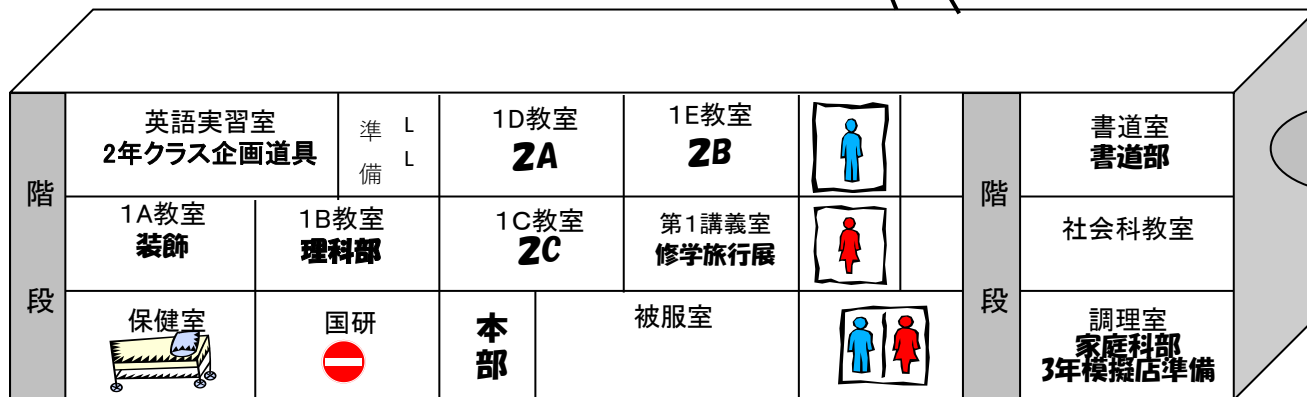 階段
英語実習室
2年クラス企画道具
準備
LL
1D教室
2A
1E教室
2B
階段
書道室
書道部
1A教室
装飾
1B教室
理科部
1C教室
2C
第1講義室
修学旅行展
社会科教室
保健室
国研
本部
被服室
調理室
家庭科部
3年模擬店準備